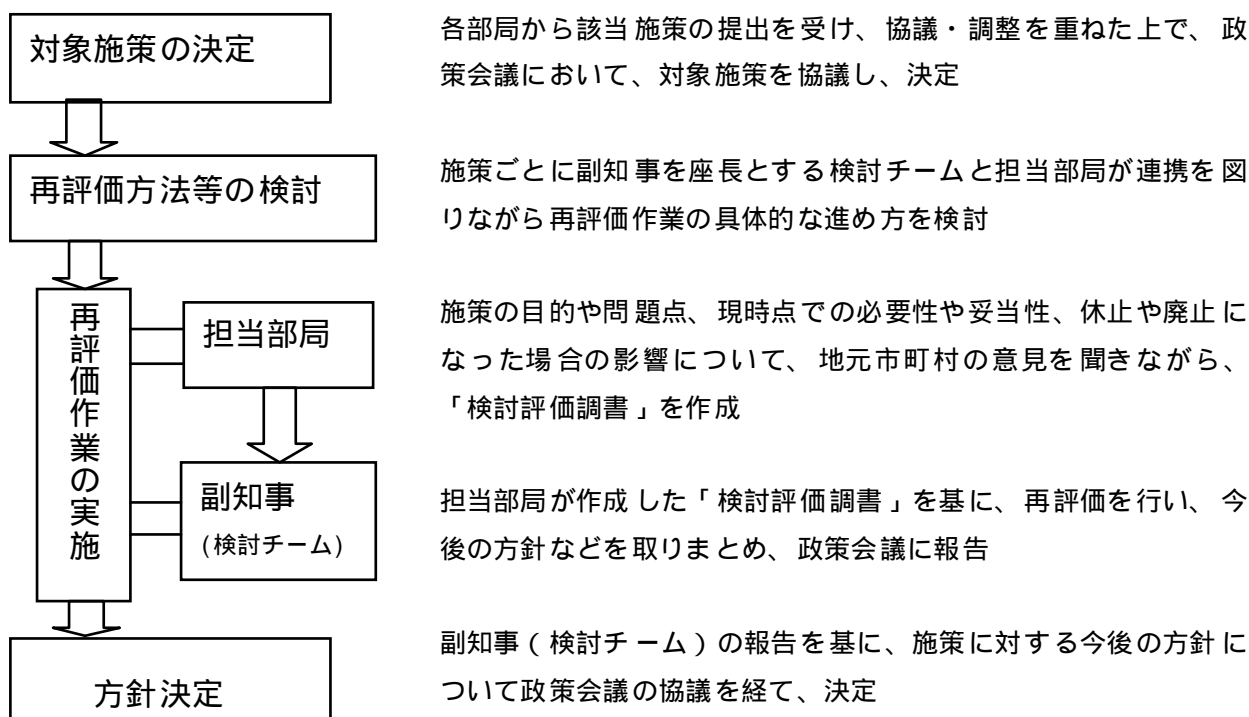 対象施策の決定
各部局から該当施策の提出を受け、協議・調整を重ねた上で、政
策会議において、対象施策を協議し、決定
再評価方法等の検討
施策ごとに副知事を座長とする検討チームと担当部局が連携を図
りながら再評価作業の具体的な進め方を検討
再評価作業の実施
担当部局
施策の目的や問題点、現時点での必要性や妥当性、休止や廃止に
なった場合の影響について、地元市町村の意見を聞きながら、
「検討評価調書」を作成
副知事
(検討チーム)
担当部局が作成した「検討評価調書」を基に、再評価を行い、今
後の方針などを取りまとめ、政策会議に報告
方針決定
副知事（検討チーム）の報告を基に、施策に対する今後の方針に
ついて政策会議の協議を経て、決定